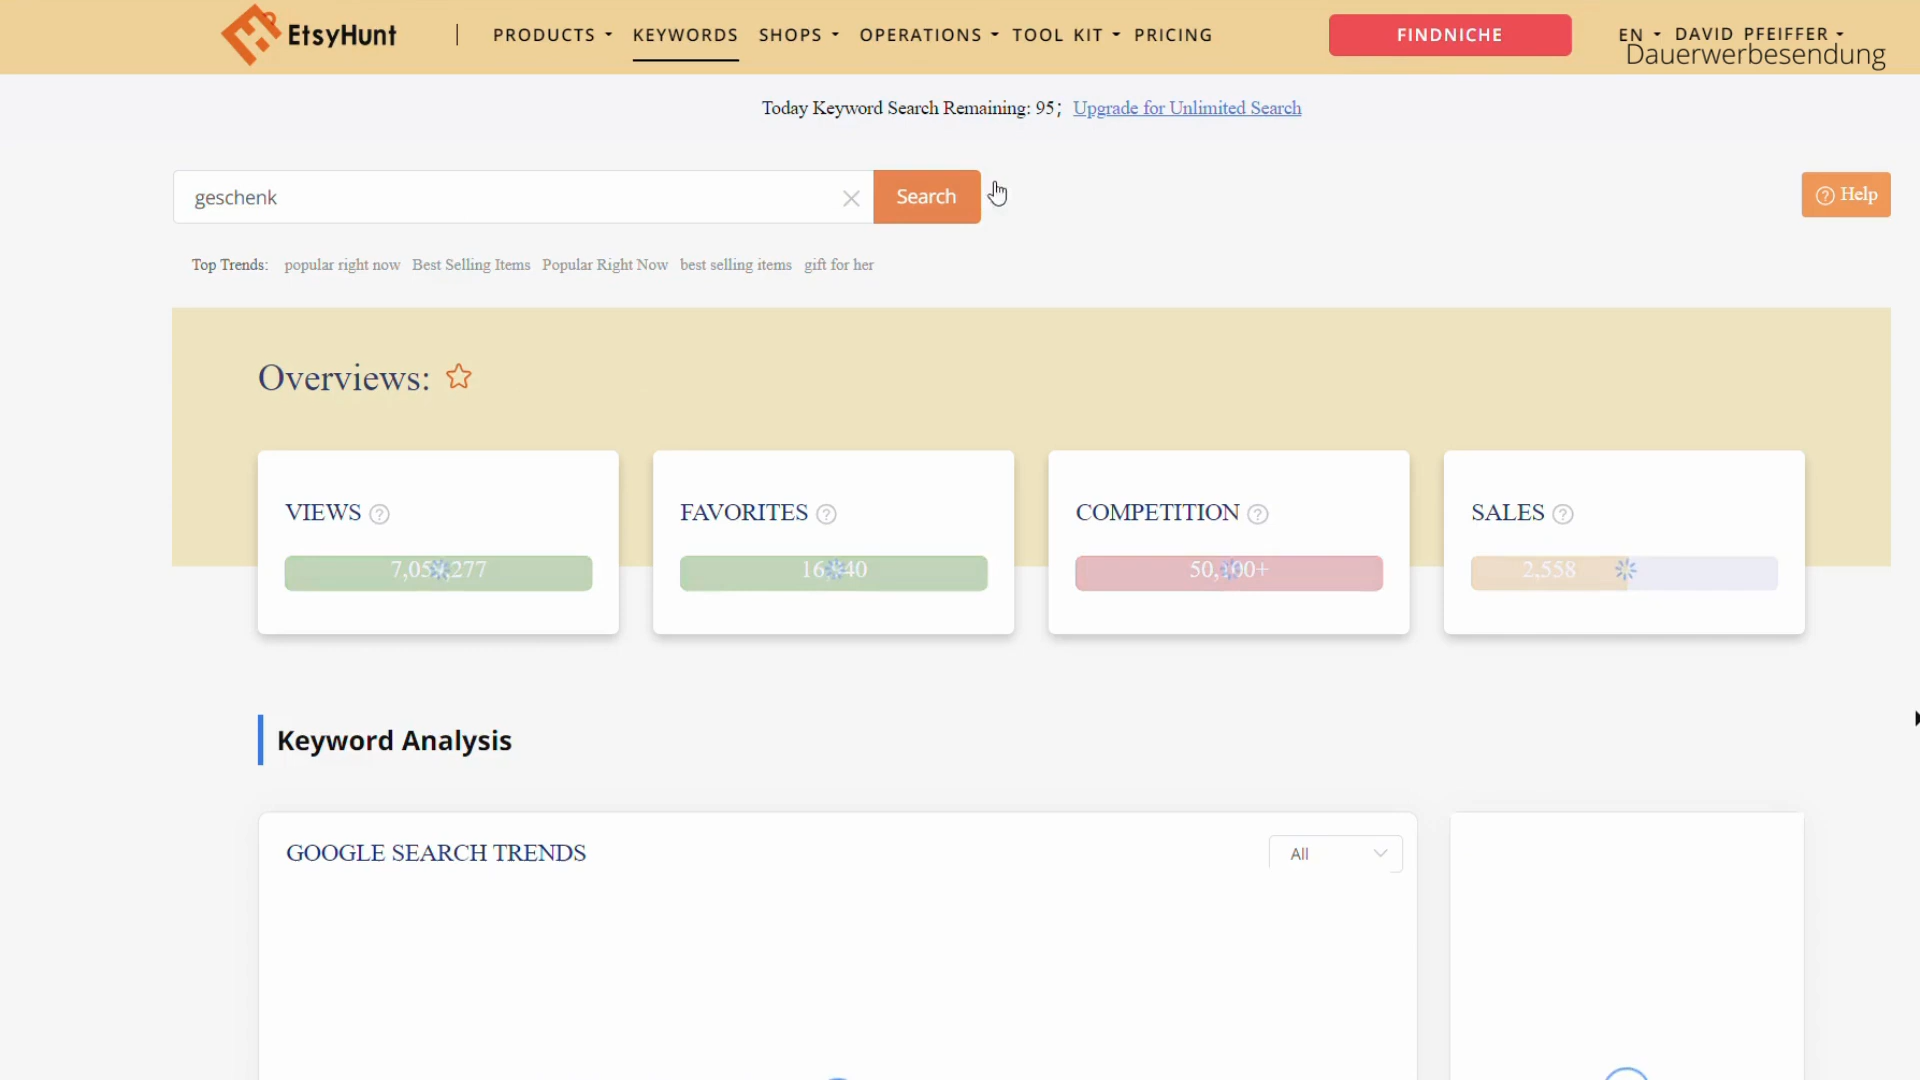 EtsyHunt
PRODUCTS KEYWORDS SHOPS OPERATIONS TOOL KIT PRICING
FINDNICHE
EN DAVID PFEIFFER
Dauerwerbesendung
Today Keyword Search Remaining: 95; Upgrade for Unlimited Search
geschenk
Search
Help
Top Trends: popular right now Best Selling Items Popular Right Now best selling items gift for her
Overviews:
VIEWS
FAVORITES
COMPETITION
SALES
2,558
Keyword Analysis
GOOGLE SEARCH TRENDS
All